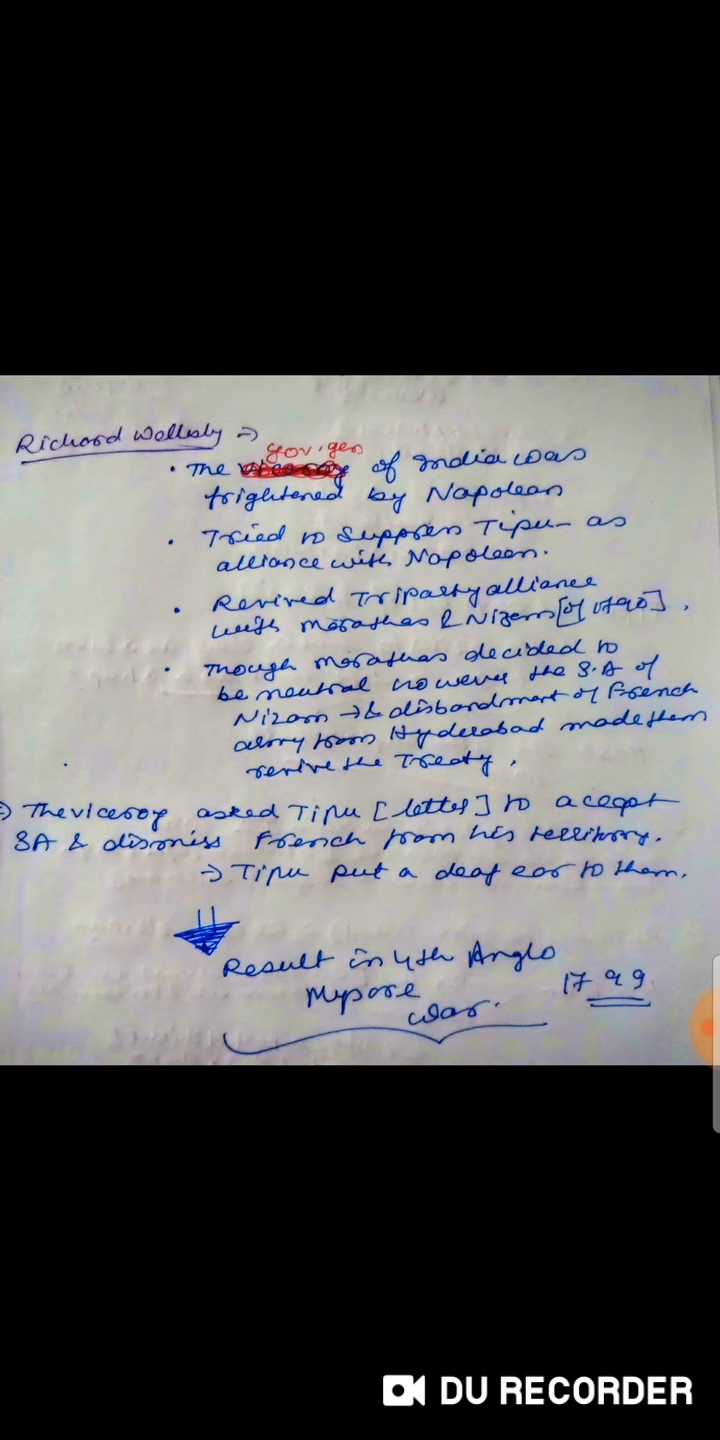 Richard Wellesly ⇒
gov. gen
• The viceroy of India was
frightened by Napolean
• Tried to Suppress Tipu - as
alliance with Napolean.
• Revived Triparty alliance
with Marathas & Nizam [of 1790].
• Though Marathas decided to
be neutral however the S.A of
Nizam → & disbandment of French
army from Hyderabad made them
revive the Treaty.
⇒ The viceroy asked Tipu [letter] to accept
SA & dismiss French from his territory.
→ Tipu put a deaf ear to them.
Result in 4th Anglo
Mysore 1799
war.
DU RECORDER